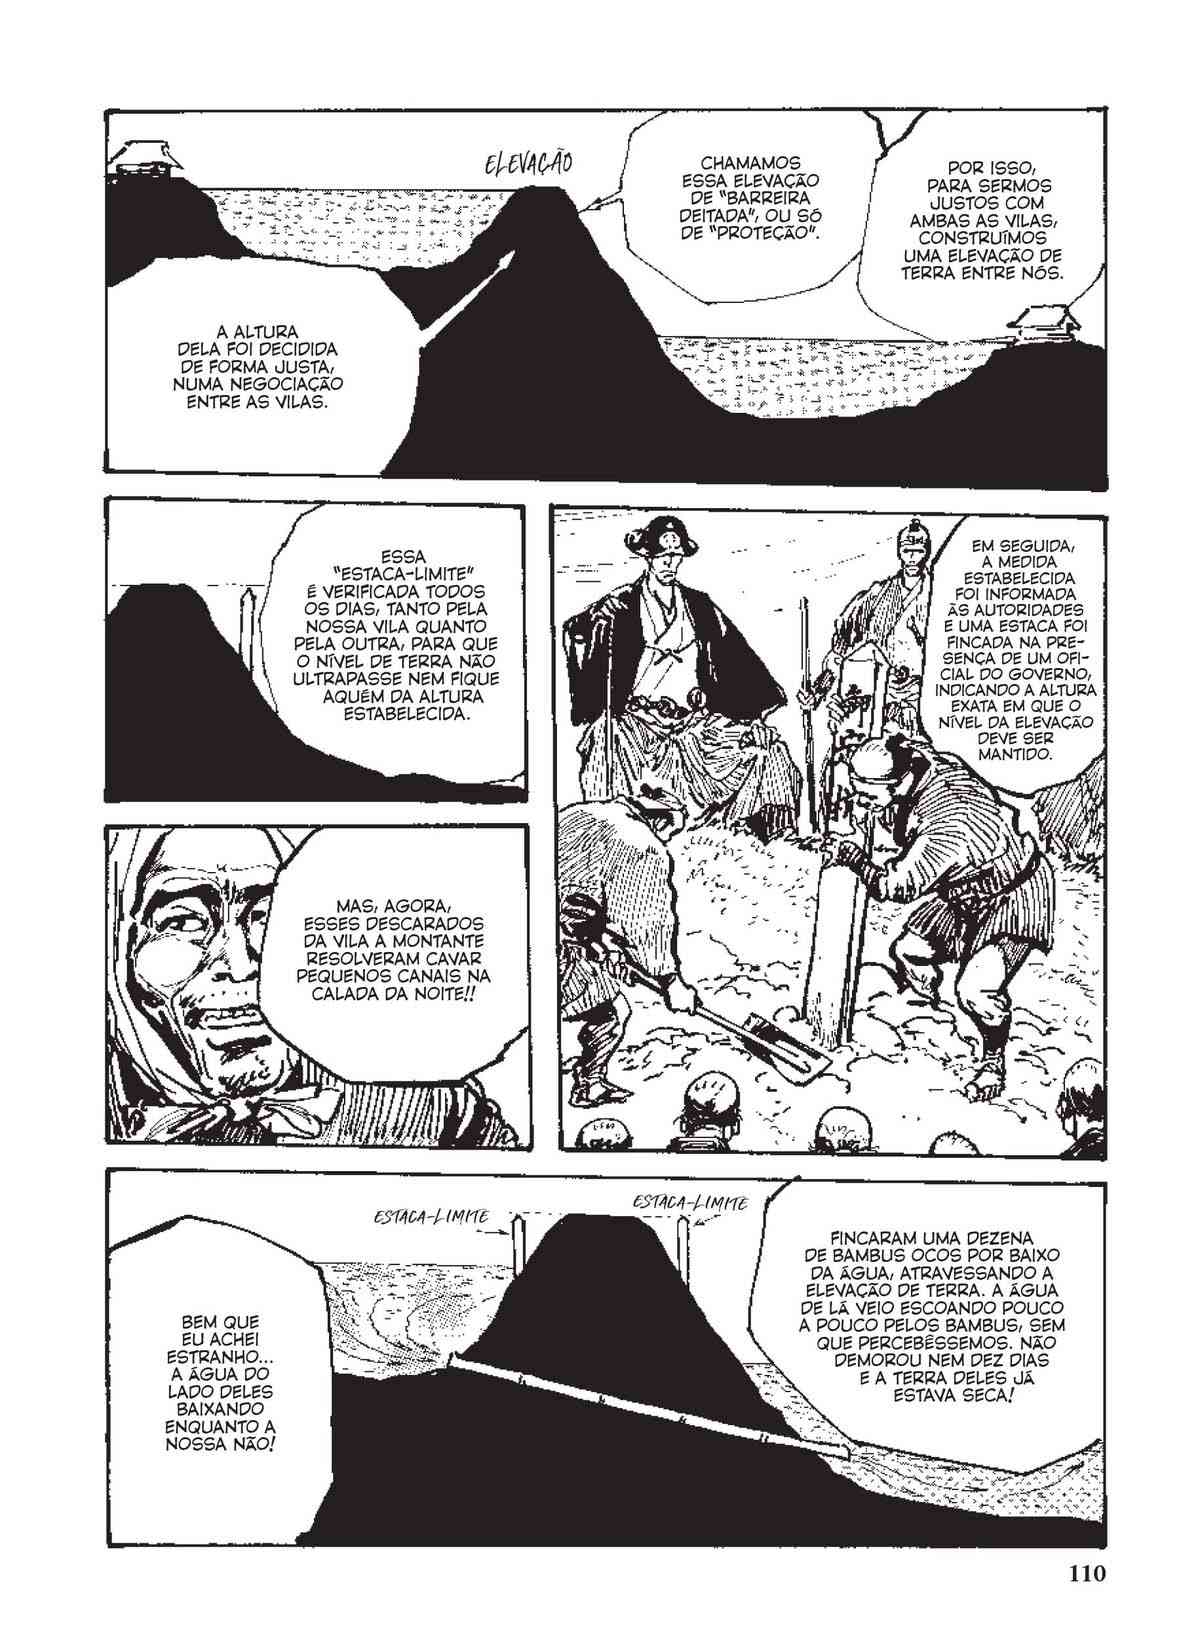 POR ISSO,
PARA SERMOS
JUSTOS COM
AMBAS AS VILAS,
CONSTRUÍMOS
UMA ELEVAÇÃO DE
TERRA ENTRE NÓS.
CHAMAMOS
ESSA ELEVAÇÃO
DE "BARREIRA
DEITADA", OU SÓ
DE "PROTEÇÃO".
ELEVAÇÃO
A ALTURA
DELA FOI DECIDIDA
DE FORMA JUSTA,
NUMA NEGOCIAÇÃO
ENTRE AS VILAS.
EM SEGUIDA,
A MEDIDA
ESTABELECIDA
FOI INFORMADA
ÀS AUTORIDADES
E UMA ESTACA FOI
FINCADA NA PRE-
SENÇA DE UM OFI-
CIAL DO GOVERNO,
INDICANDO A ALTURA
EXATA EM QUE O
NÍVEL DA ELEVAÇÃO
DEVE SER
MANTIDO.
ESSA
"ESTACA-LIMITE"
É VERIFICADA TODOS
OS DIAS, TANTO PELA
NOSSA VILA QUANTO
PELA OUTRA, PARA QUE
O NÍVEL DE TERRA NÃO
ULTRAPASSE NEM FIQUE
AQUÉM DA ALTURA
ESTABELECIDA.
MAS, AGORA,
ESSES DESCARADOS
DA VILA A MONTANTE
RESOLVERAM CAVAR
PEQUENOS CANAIS NA
CALADA DA NOITE!!
FINCARAM UMA DEZENA
DE BAMBUS OCOS POR BAIXO
DA ÁGUA, ATRAVESSANDO A
ELEVAÇÃO DE TERRA. A ÁGUA
DE LÁ VEIO ESCOANDO POUCO
A POUCO PELOS BAMBUS, SEM
QUE PERCEBÊSSEMOS. NÃO
DEMOROU NEM DEZ DIAS
E A TERRA DELES JÁ
ESTAVA SECA!
ESTACA-LIMITE
ESTACA-LIMITE
BEM QUE
EU ACHEI
ESTRANHO...
A ÁGUA DO
LADO DELES
BAIXANDO
ENQUANTO A
NOSSA NÃO!
110